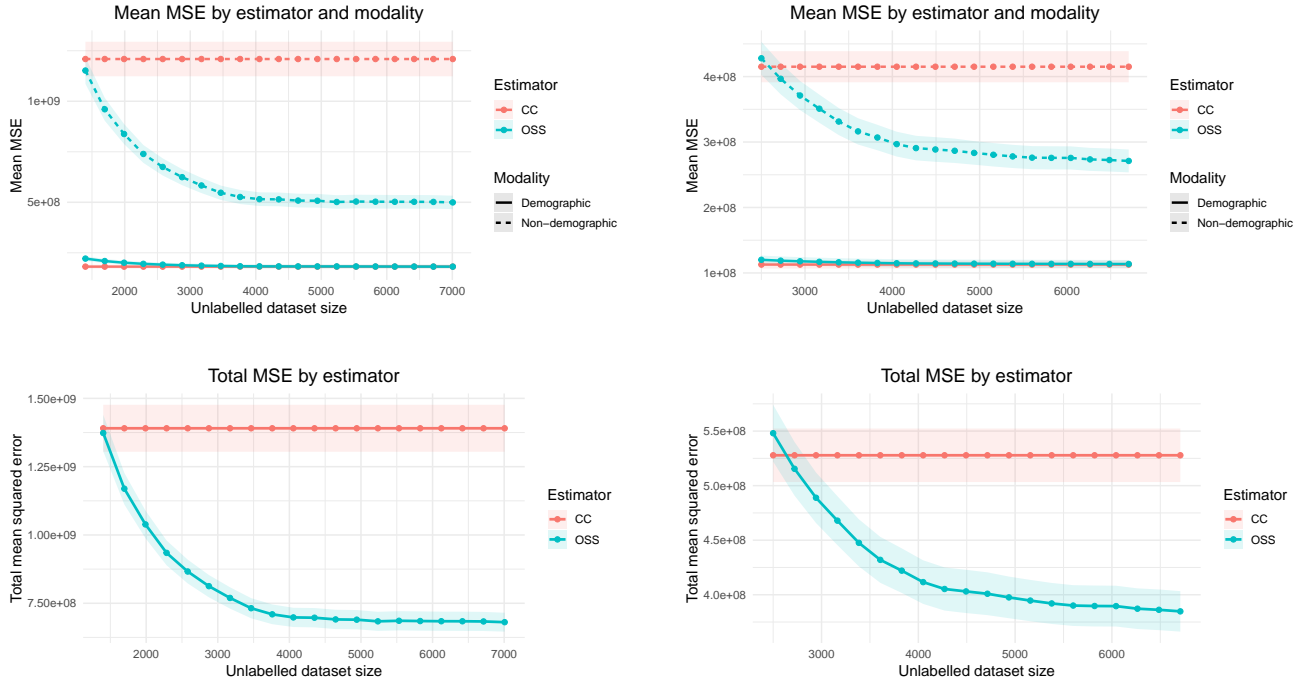 Mean MSE by estimator and modality
Mean MSE
1e+09
5e+08
2000 3000 4000 5000 6000 7000
Unlabelled dataset size
Estimator
CC
OSS
Modality
Demographic
Non−demographic
Mean MSE by estimator and modality
Mean MSE
4e+08
3e+08
2e+08
1e+08
3000 4000 5000 6000
Unlabelled dataset size
Estimator
CC
OSS
Modality
Demographic
Non−demographic
Total MSE by estimator
Total mean squared error
1.50e+09
1.25e+09
1.00e+09
7.50e+08
2000 3000 4000 5000 6000 7000
Unlabelled dataset size
Estimator
CC
OSS
Total MSE by estimator
Total mean squared error
5.5e+08
5.0e+08
4.5e+08
4.0e+08
3000 4000 5000 6000
Unlabelled dataset size
Estimator
CC
OSS